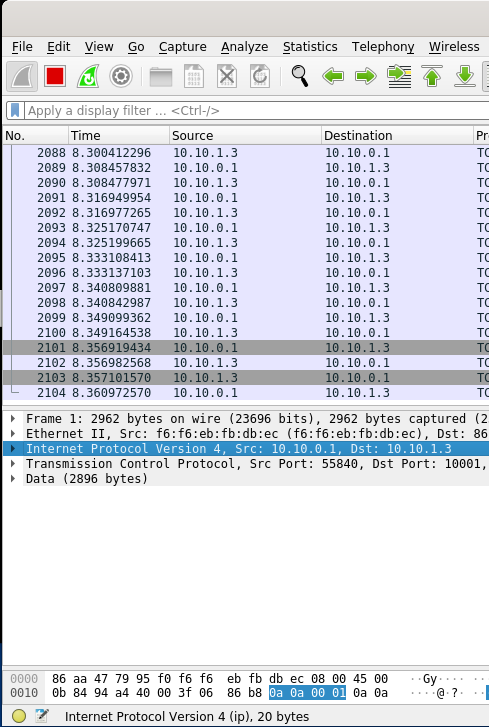 File Edit View Go Capture Analyze Statistics Telephony Wireless
Apply a display filter … <Ctrl-/>
No. Time Source Destination Pr
2088 8.300412296 10.10.1.3 10.10.0.1 TC
2089 8.308457832 10.10.0.1 10.10.1.3 TC
2090 8.308477971 10.10.1.3 10.10.0.1 TC
2091 8.316949954 10.10.0.1 10.10.1.3 TC
2092 8.316977265 10.10.1.3 10.10.0.1 TC
2093 8.325170747 10.10.0.1 10.10.1.3 TC
2094 8.325199665 10.10.1.3 10.10.0.1 TC
2095 8.333108413 10.10.0.1 10.10.1.3 TC
2096 8.333137103 10.10.1.3 10.10.0.1 TC
2097 8.340809881 10.10.0.1 10.10.1.3 TC
2098 8.340842987 10.10.1.3 10.10.0.1 TC
2099 8.349099362 10.10.0.1 10.10.1.3 TC
2100 8.349164538 10.10.1.3 10.10.0.1 TC
2101 8.356919434 10.10.0.1 10.10.1.3 TC
2102 8.356982568 10.10.1.3 10.10.0.1 TC
2103 8.357101570 10.10.0.1 10.10.1.3 TC
2104 8.360972570 10.10.1.3 10.10.0.1 TC
Frame 1: 2962 bytes on wire (23696 bits), 2962 bytes captured (2
Ethernet II, Src: f6:f6:eb:fb:db:ec (f6:f6:eb:fb:db:ec), Dst: 86
Internet Protocol Version 4, Src: 10.10.0.1, Dst: 10.10.1.3
Transmission Control Protocol, Src Port: 55840, Dst Port: 10001,
Data (2896 bytes)
0000 86 aa 47 79 95 f0 f6 f6 eb fb db ec 08 00 45 00 ··Gy···· ····
0010 0b 84 94 a4 40 00 3f 06 86 b8 0a 0a 00 01 0a 0a ····@·?· ··
Internet Protocol Version 4 (ip), 20 bytes